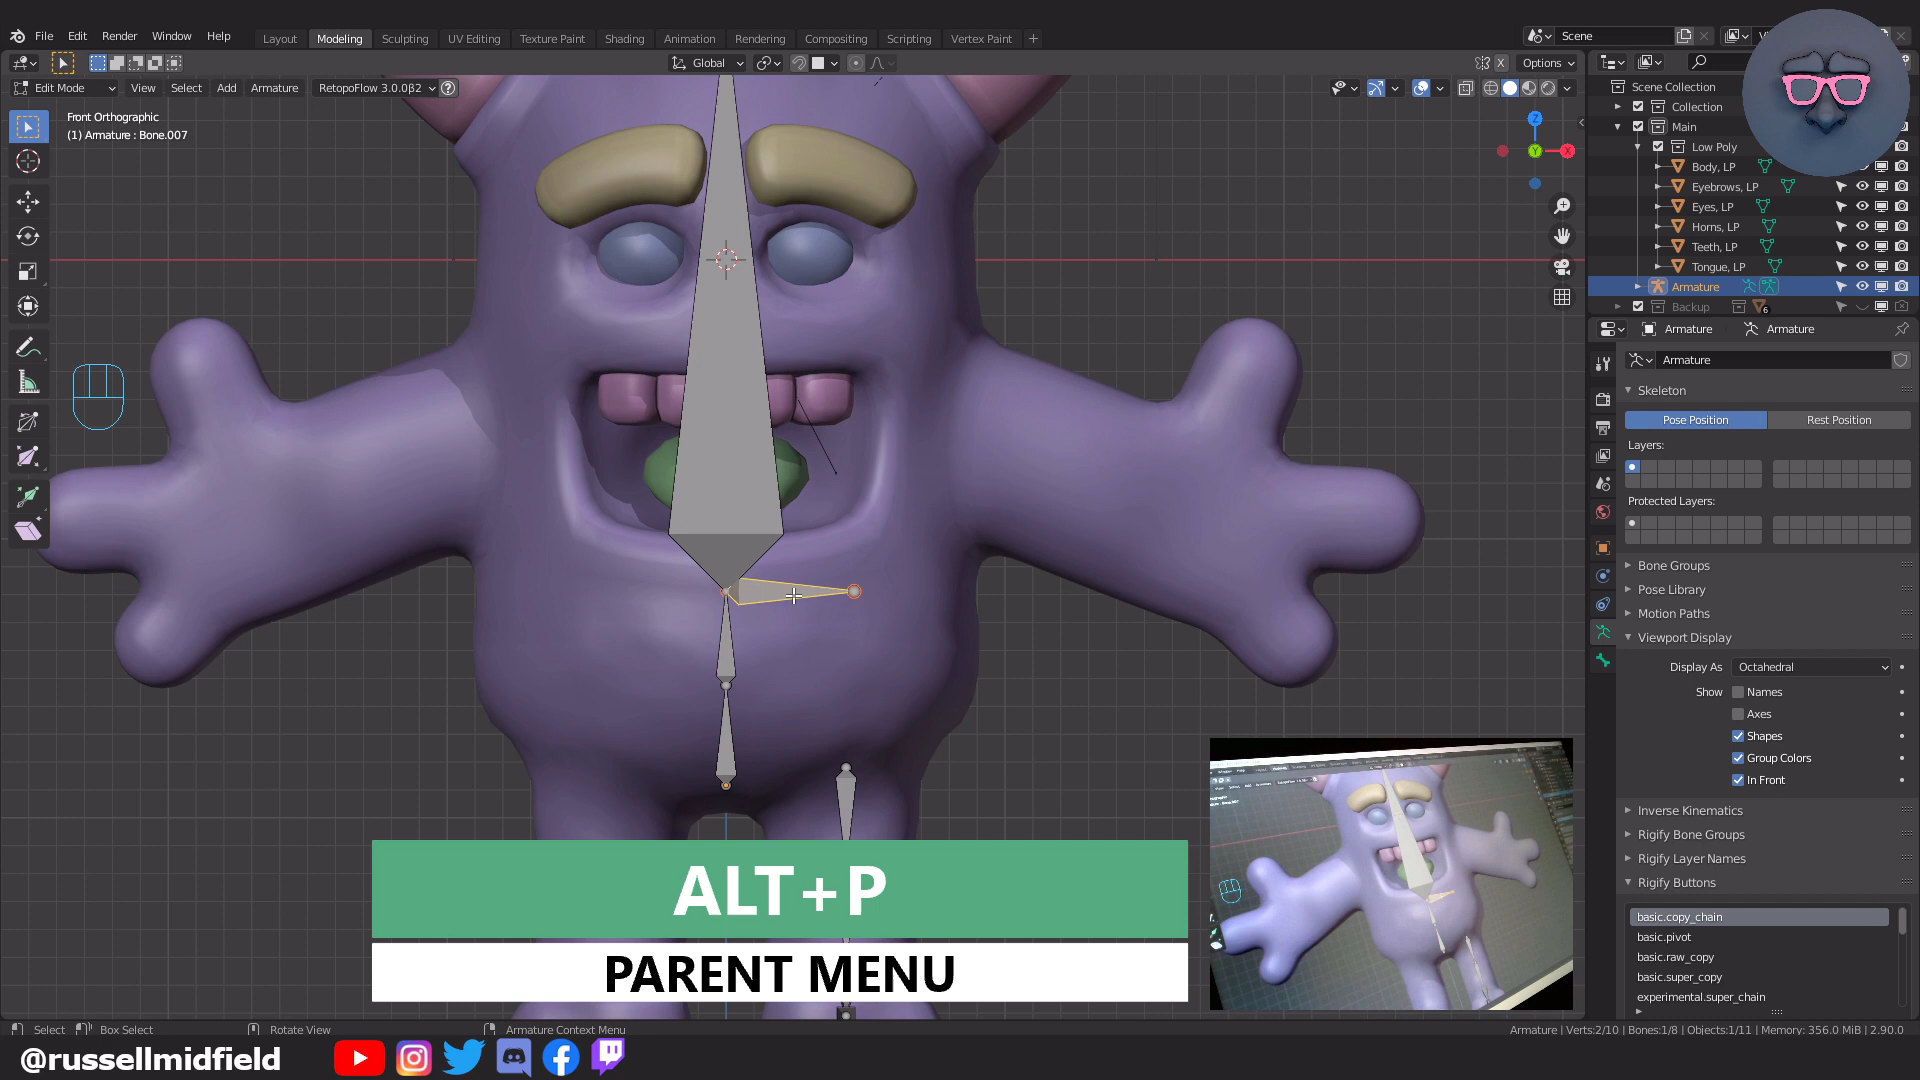 File Edit Render Window Help
Layout Modeling Sculpting UV Editing Texture Paint Shading Animation Rendering Compositing Scripting Vertex Paint +
Scene
Global
X Options
Edit Mode View Select Add Armature RetopoFlow 3.0.0β2
Front Orthographic
(1) Armature : Bone.007
Z
Y
X
Scene Collection
Collection
Main
Low Poly
Body, LP
Eyebrows, LP
Eyes, LP
Horns, LP
Teeth, LP
Tongue, LP
Armature
Backup 6
Armature Armature
Armature
Skeleton
Pose Position Rest Position
Layers:
Protected Layers:
Bone Groups
Pose Library
Motion Paths
Viewport Display
Display As Octahedral
Show Names
Axes
Shapes
Group Colors
In Front
Inverse Kinematics
Rigify Bone Groups
Rigify Layer Names
Rigify Buttons
basic.copy_chain
basic.pivot
basic.raw_copy
basic.super_copy
experimental.super_chain
ALT+P
PARENT MENU
Select Box Select Rotate View Armature Context Menu
Armature | Verts:2/10 | Bones:1/8 | Objects:1/11 | Memory: 356.0 MiB | 2.90.0
@russellmidfield